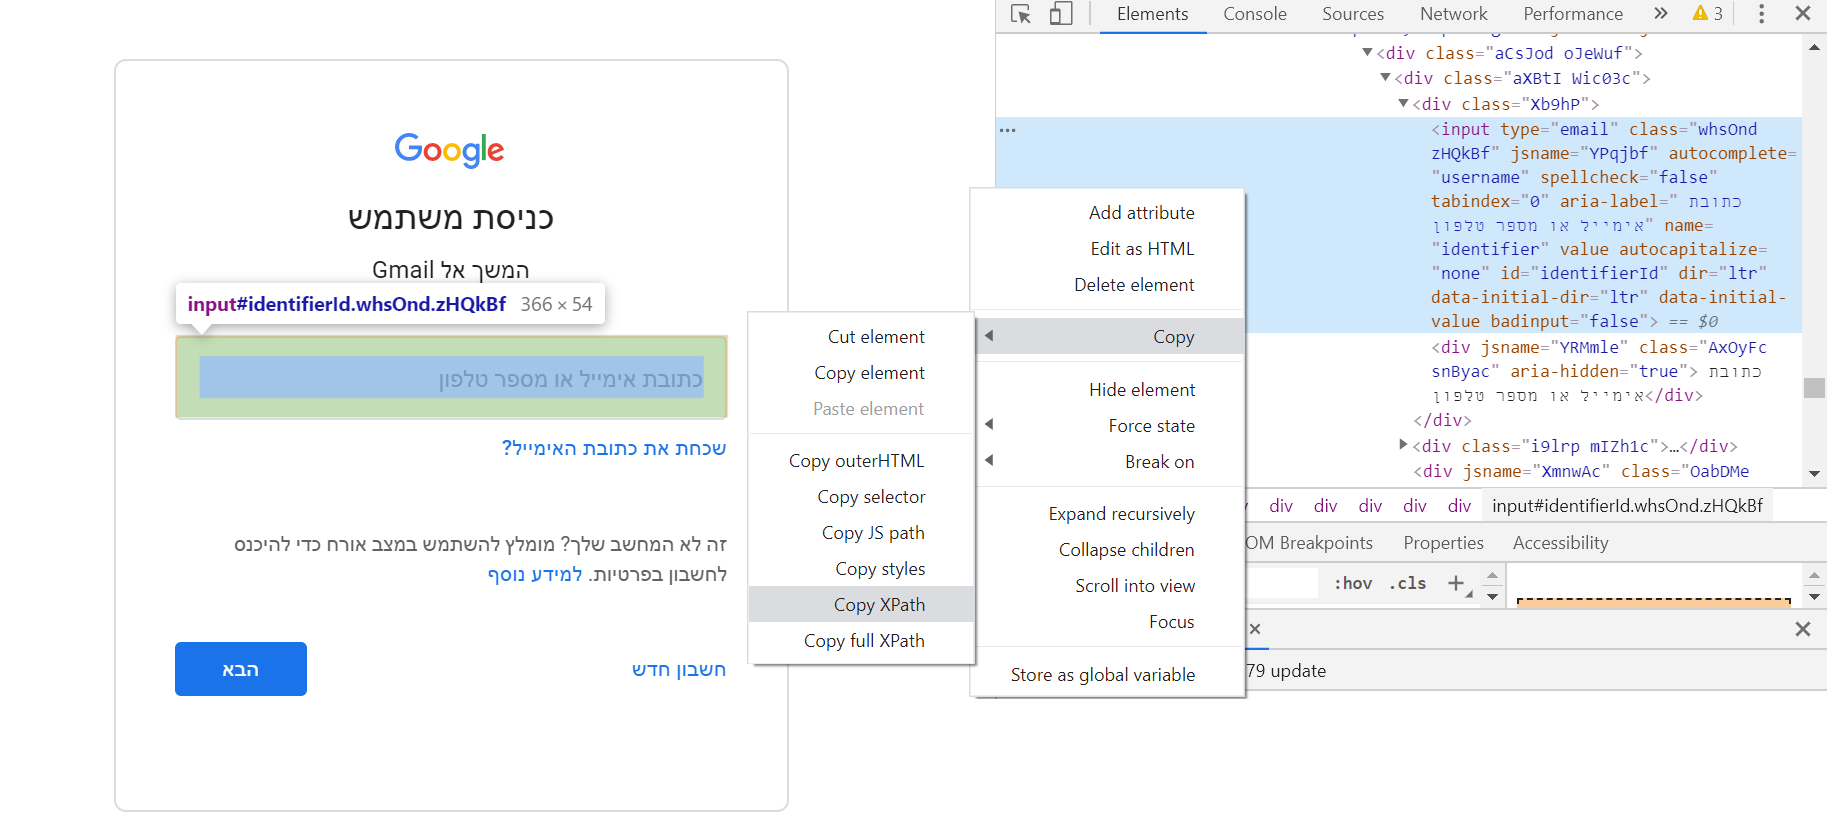 Google
כניסת משתמש
המשך אל Gmail
input#identifierId.whsOnd.zHQkBf 366 × 54
כתובת אימייל או מספר טלפון
שכחת את כתובת האימייל?
זה לא המחשב שלך? מומלץ להשתמש במצב אורח כדי להיכנס
לחשבון בפרטיות. למידע נוסף
הבא
חשבון חדש
Cut element
Copy element
Paste element
Copy outerHTML
Copy selector
Copy JS path
Copy styles
Copy XPath
Copy full XPath
Add attribute
Edit as HTML
Delete element
Copy
Hide element
Force state
Break on
Expand recursively
Collapse children
Scroll into view
Focus
Store as global variable
Elements Console Sources Network Performance » 3
<div class="aCsJod oJeWuf">
<div class="aXBtI Wic03c">
<div class="Xb9hP">
<input type="email" class="whsOnd
zHQkBf" jsname="YPqjbf" autocomplete=
"username" spellcheck="false"
tabindex="0" aria-label="כתובת
אימייל או מספר טלפון" name=
"identifier" value autocapitalize=
"none" id="identifierId" dir="ltr"
data-initial-dir="ltr" data-initial-
value badinput="false"> == $0
<div jsname="YRMmle" class="AxOyFc
snByac" aria-hidden="true">כתובת
אימייל או מספר טלפון</div>
</div>
<div class="i9lrp mIZh1c">…</div>
<div jsname="XmnwAc" class="OabDMe
div div div div div input#identifierId.whsOnd.zHQkBf
OM Breakpoints Properties Accessibility
:hov .cls +
79 update